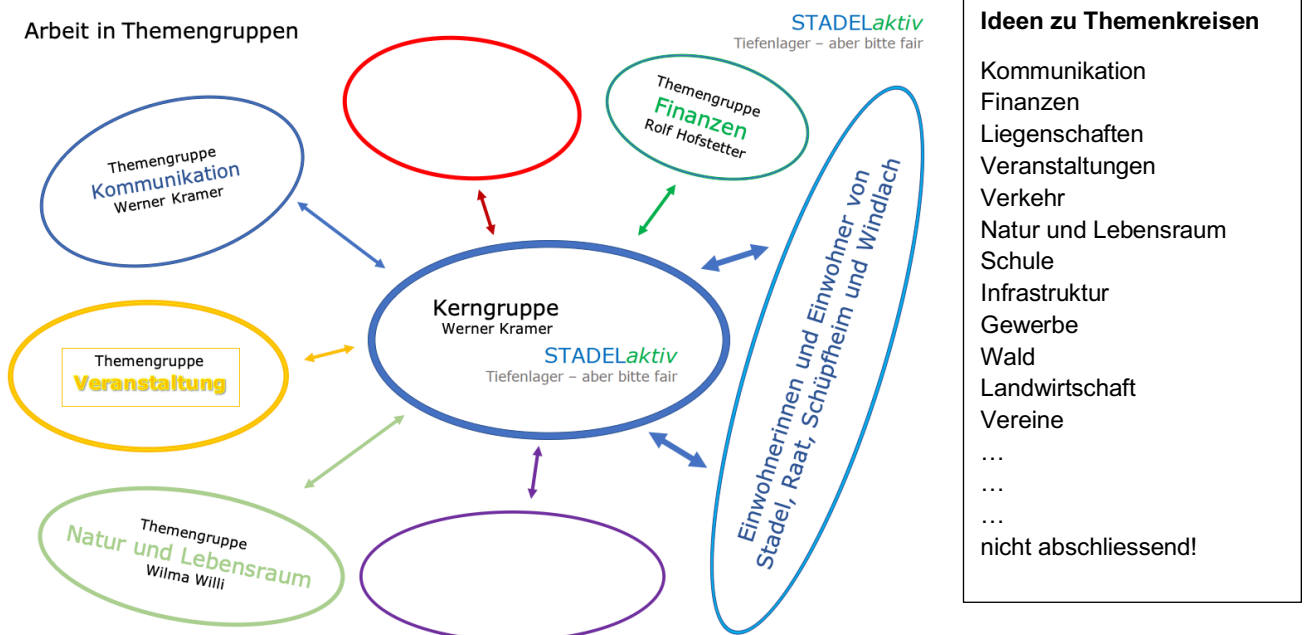 Arbeit in Themengruppen
STADELaktiv
Tiefenlager – aber bitte fair
Themengruppe
Kommunikation
Werner Kramer
Themengruppe
Finanzen
Rolf Hofstetter
Kerngruppe
Werner Kramer
STADELaktiv
Tiefenlager – aber bitte fair
Themengruppe
Veranstaltung
Themengruppe
Natur und Lebensraum
Wilma Willi
Einwohnerinnen und Einwohner von
Stadel, Raat, Schüpfheim und Windlach
Ideen zu Themenkreisen
Kommunikation
Finanzen
Liegenschaften
Veranstaltungen
Verkehr
Natur und Lebensraum
Schule
Infrastruktur
Gewerbe
Wald
Landwirtschaft
Vereine
…
…
…
nicht abschliessend!